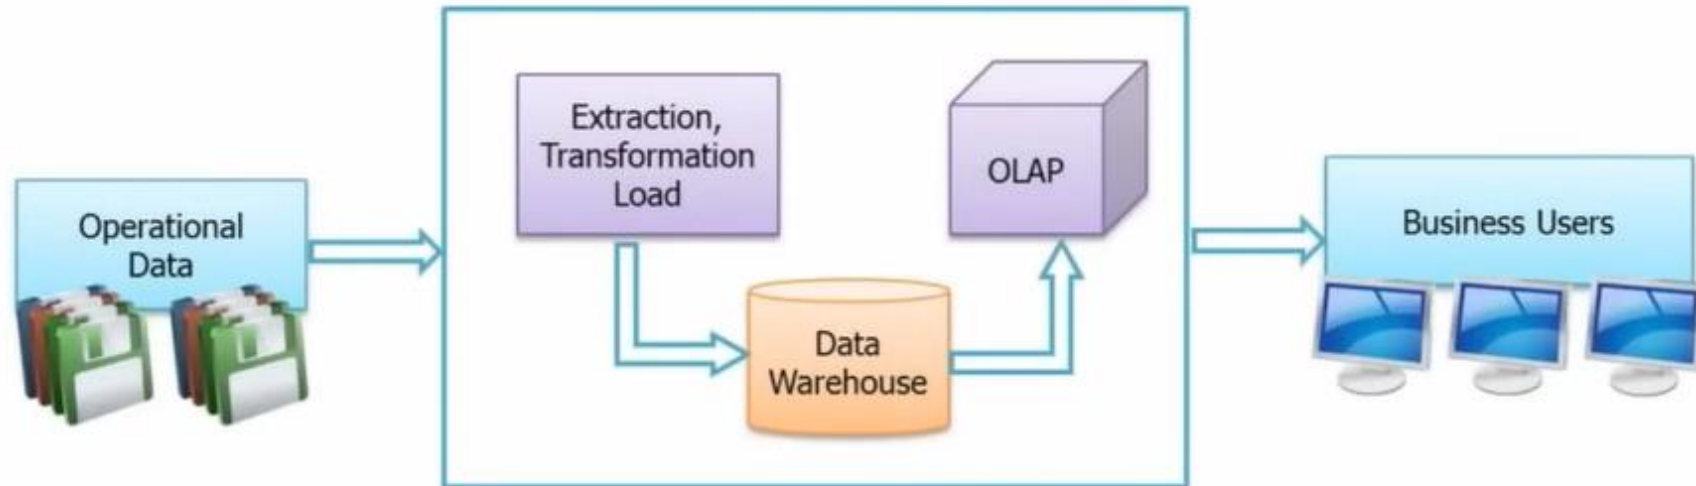 Operational
Data
Extraction,
Transformation
Load
Data
Warehouse
OLAP
Business Users